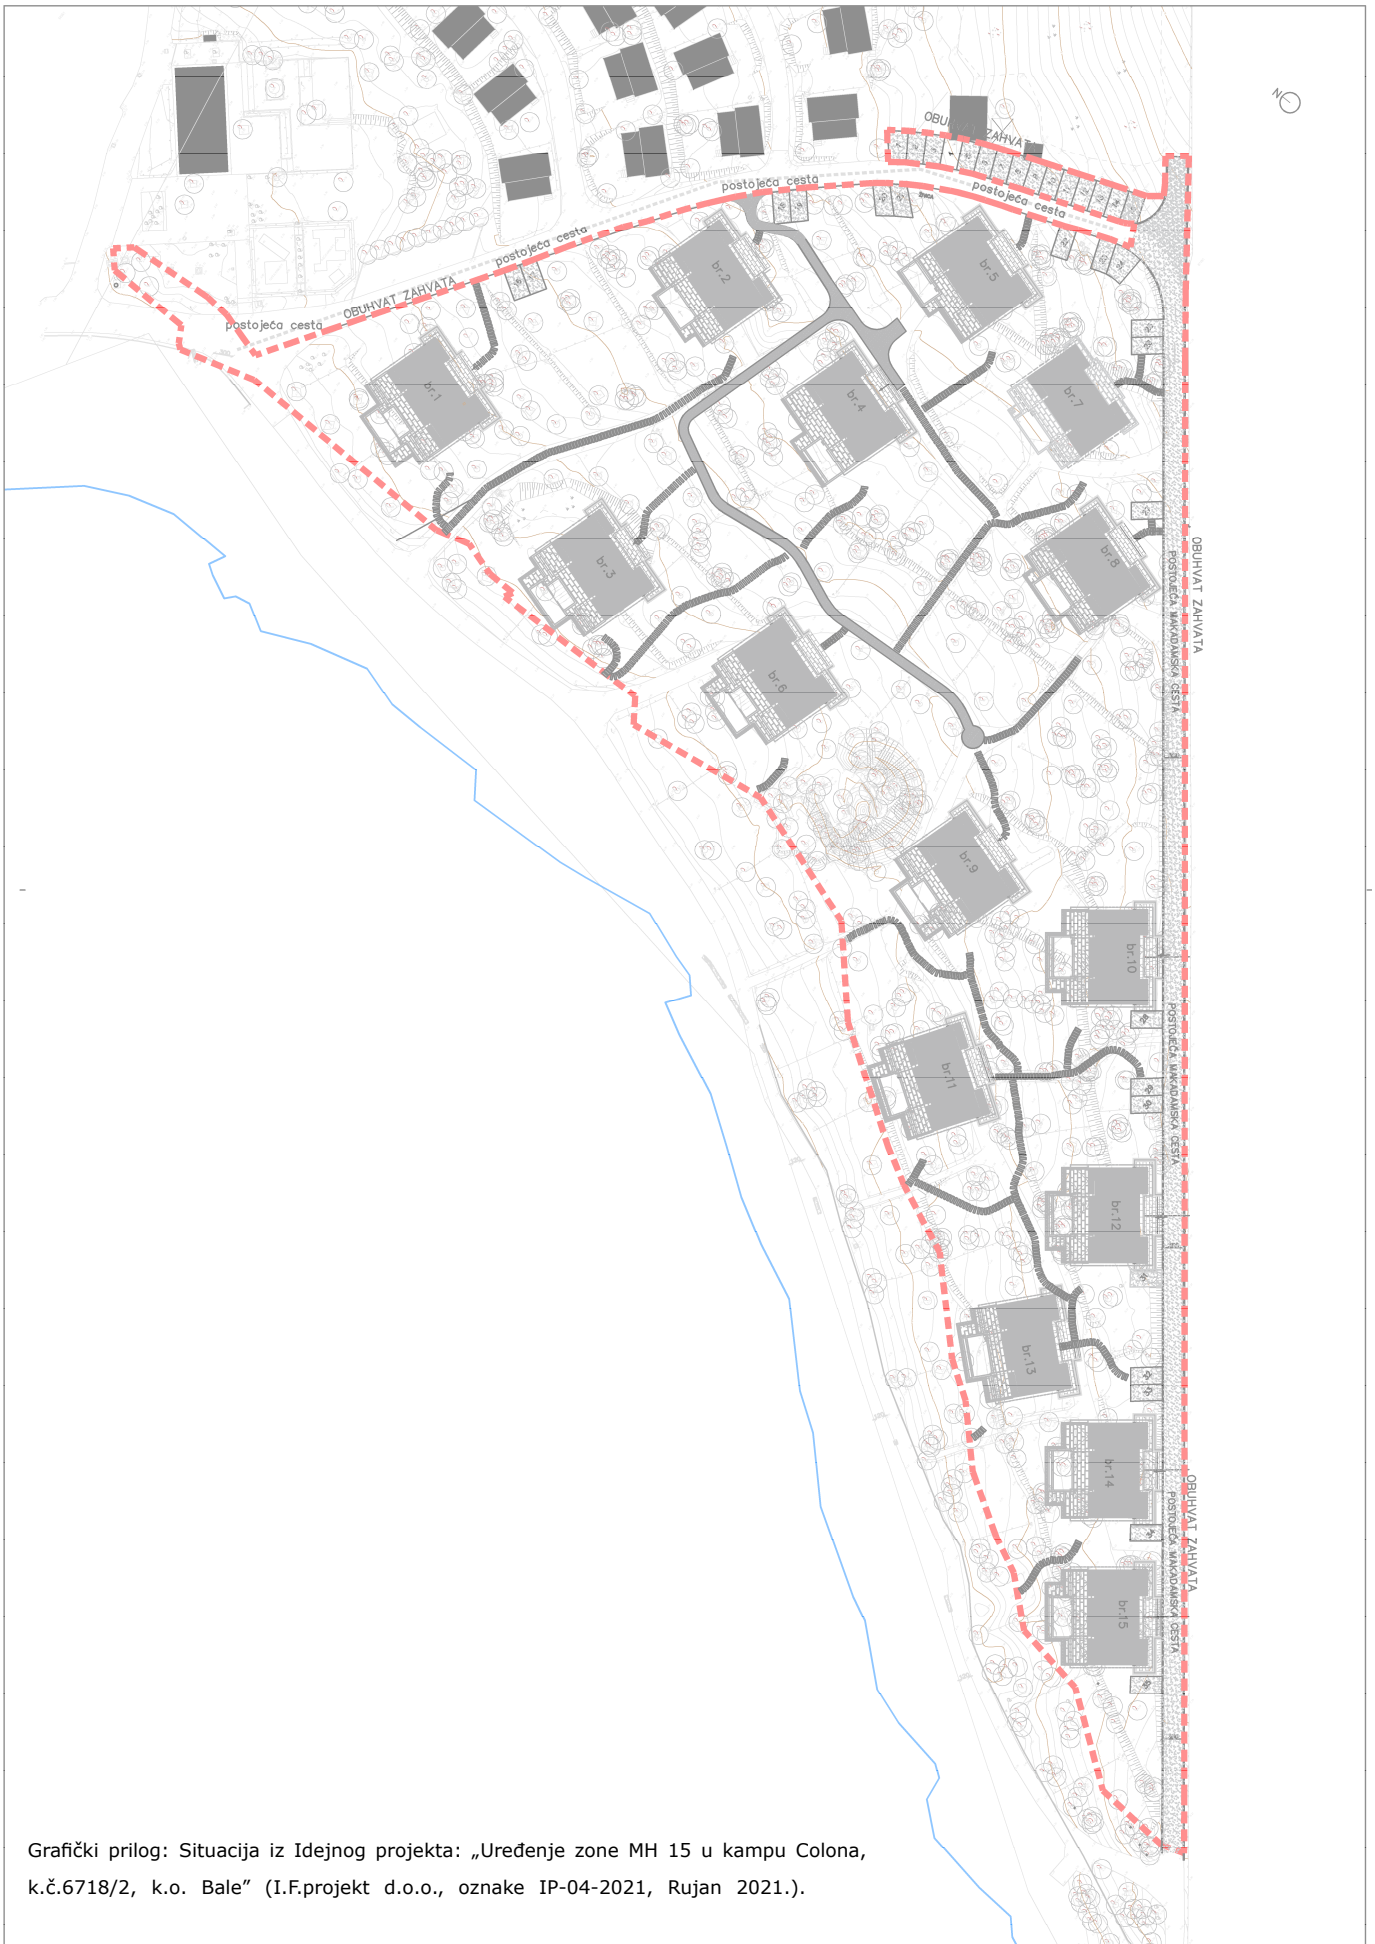 N
OBUHVAT ZAHVATA
postojeća cesta
postojeća cesta
postojeća cesta
OBUHVAT ZAHVATA
postojeća cesta
br.1
br.2
br.3
br.4
br.5
br.6
br.7
br.8
br.9
br.10
br.11
br.12
br.13
br.14
br.15
OBUHVAT ZAHVATA
POSTOJEĆA MAKADAMSKA CESTA
POSTOJEĆA MAKADAMSKA CESTA
OBUHVAT ZAHVATA
POSTOJEĆA MAKADAMSKA CESTA
Grafički prilog: Situacija iz Idejnog projekta: „Uređenje zone MH 15 u kampu Colona,
k.č.6718/2, k.o. Bale” (I.F.projekt d.o.o., oznake IP-04-2021, Rujan 2021.).